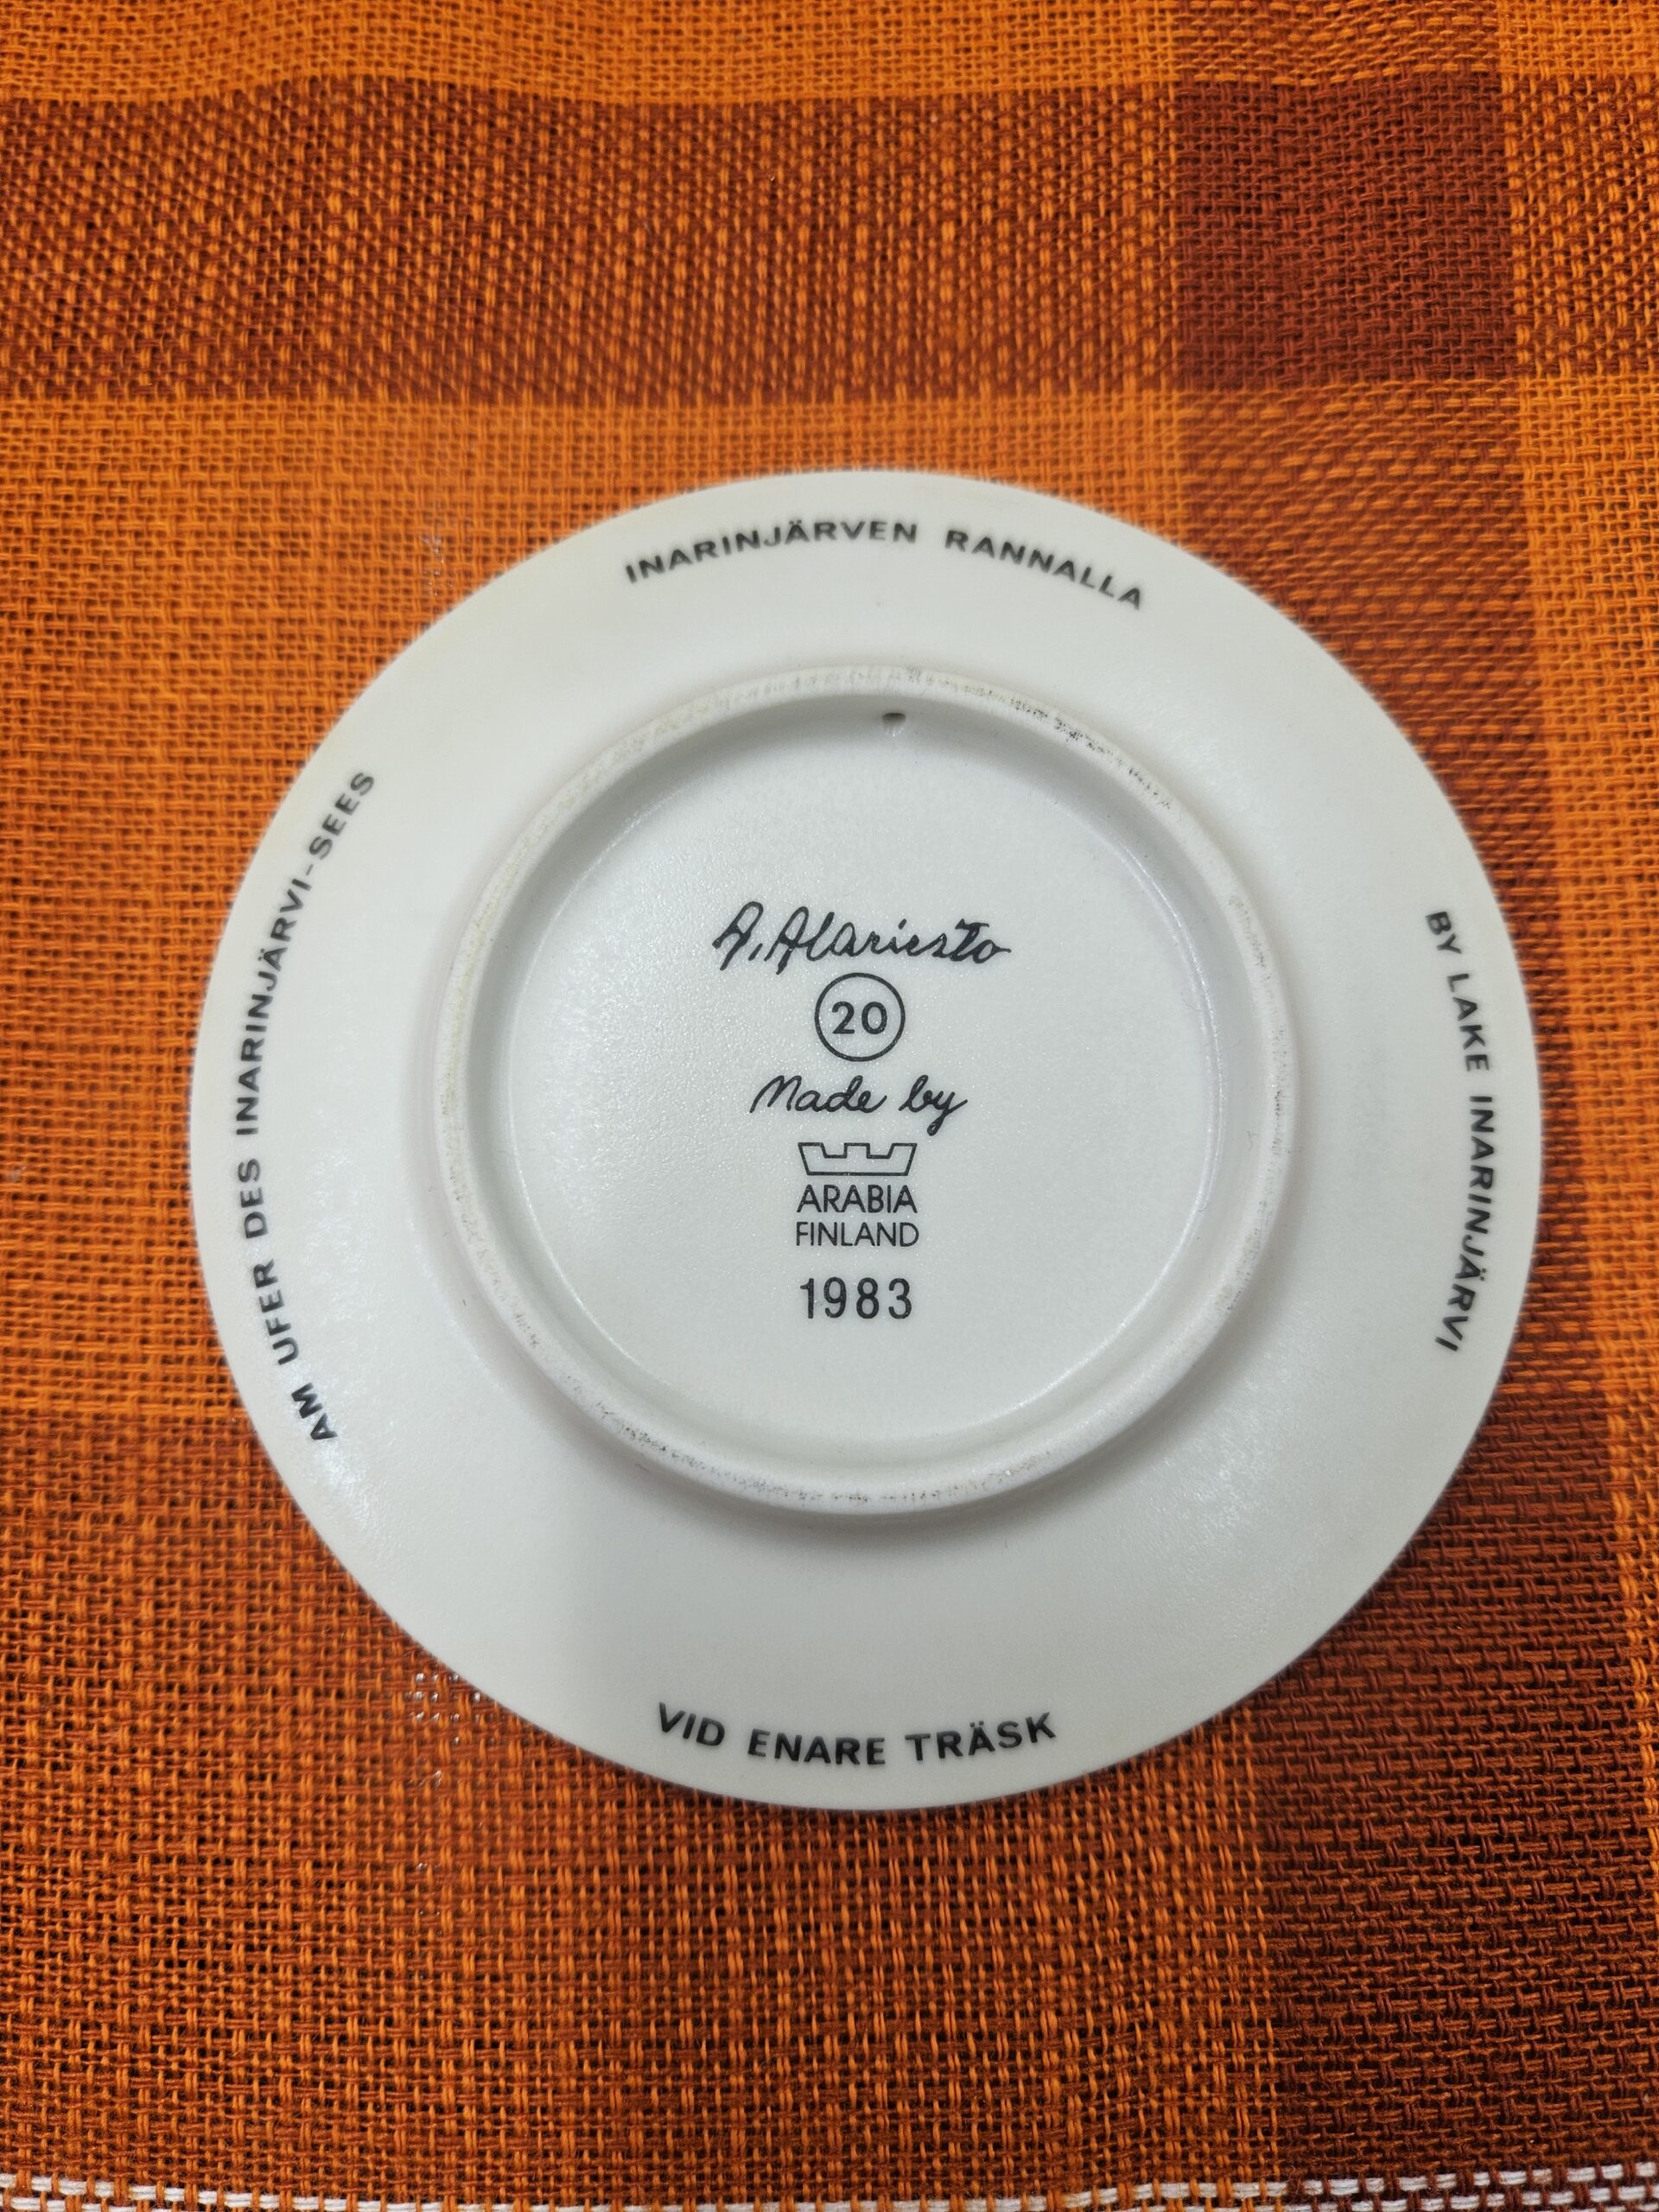 INARINJÄRVEN RANNALLA
BY LAKE INARINJÄRVI
VID ENARE TRÄSK
AM UFER DES INARINJÄRVI-SEES
A. Alariesto
20
Made by
ARABIA
FINLAND
1983